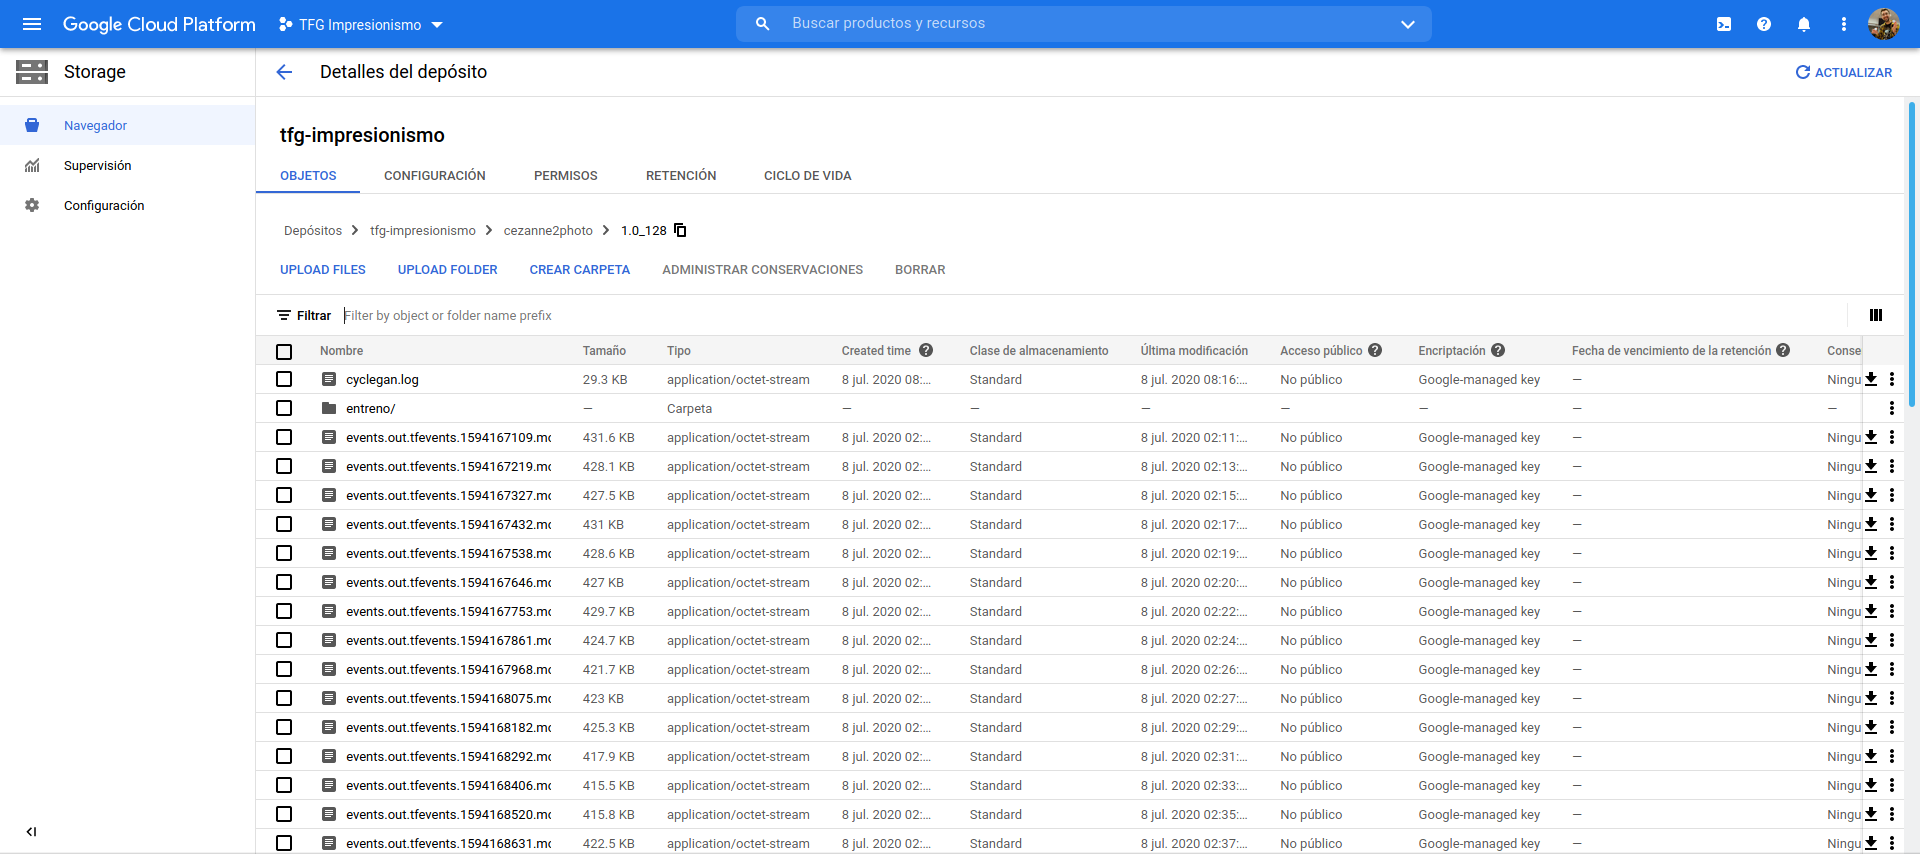 Google Cloud Platform TFG Impresionismo Buscar productos y recursos
Storage Detalles del depósito ACTUALIZAR
Navegador
Supervisión
Configuración
tfg-impresionismo
OBJETOS CONFIGURACIÓN PERMISOS RETENCIÓN CICLO DE VIDA
Depósitos tfg-impresionismo cezanne2photo 1.0_128
UPLOAD FILES UPLOAD FOLDER CREAR CARPETA ADMINISTRAR CONSERVACIONES BORRAR
Filtrar Filter by object or folder name prefix
Nombre Tamaño Tipo Created time Clase de almacenamiento Última modificación Acceso público Encriptación Fecha de vencimiento de la retención Conse
cyclegan.log 29.3 KB application/octet-stream 8 jul. 2020 08:... Standard 8 jul. 2020 08:16:... No público Google-managed key — Ningu
entreno/ — Carpeta — — — — — — —
events.out.tfevents.1594167109.mc 431.6 KB application/octet-stream 8 jul. 2020 02:... Standard 8 jul. 2020 02:11:... No público Google-managed key — Ningu
events.out.tfevents.1594167219.mc 428.1 KB application/octet-stream 8 jul. 2020 02:... Standard 8 jul. 2020 02:13:... No público Google-managed key — Ningu
events.out.tfevents.1594167327.mc 427.5 KB application/octet-stream 8 jul. 2020 02:... Standard 8 jul. 2020 02:15:... No público Google-managed key — Ningu
events.out.tfevents.1594167432.mc 431 KB application/octet-stream 8 jul. 2020 02:... Standard 8 jul. 2020 02:17:... No público Google-managed key — Ningu
events.out.tfevents.1594167538.mc 428.6 KB application/octet-stream 8 jul. 2020 02:... Standard 8 jul. 2020 02:19:... No público Google-managed key — Ningu
events.out.tfevents.1594167646.mc 427 KB application/octet-stream 8 jul. 2020 02:... Standard 8 jul. 2020 02:20:... No público Google-managed key — Ningu
events.out.tfevents.1594167753.mc 429.7 KB application/octet-stream 8 jul. 2020 02:... Standard 8 jul. 2020 02:22:... No público Google-managed key — Ningu
events.out.tfevents.1594167861.mc 424.7 KB application/octet-stream 8 jul. 2020 02:... Standard 8 jul. 2020 02:24:... No público Google-managed key — Ningu
events.out.tfevents.1594167968.mc 421.7 KB application/octet-stream 8 jul. 2020 02:... Standard 8 jul. 2020 02:26:... No público Google-managed key — Ningu
events.out.tfevents.1594168075.mc 423 KB application/octet-stream 8 jul. 2020 02:... Standard 8 jul. 2020 02:27:... No público Google-managed key — Ningu
events.out.tfevents.1594168182.mc 425.3 KB application/octet-stream 8 jul. 2020 02:... Standard 8 jul. 2020 02:29:... No público Google-managed key — Ningu
events.out.tfevents.1594168292.mc 417.9 KB application/octet-stream 8 jul. 2020 02:... Standard 8 jul. 2020 02:31:... No público Google-managed key — Ningu
events.out.tfevents.1594168406.mc 415.5 KB application/octet-stream 8 jul. 2020 02:... Standard 8 jul. 2020 02:33:... No público Google-managed key — Ningu
events.out.tfevents.1594168520.mc 415.8 KB application/octet-stream 8 jul. 2020 02:... Standard 8 jul. 2020 02:35:... No público Google-managed key — Ningu
events.out.tfevents.1594168631.mc 422.5 KB application/octet-stream 8 jul. 2020 02:... Standard 8 jul. 2020 02:37:... No público Google-managed key — Ningu